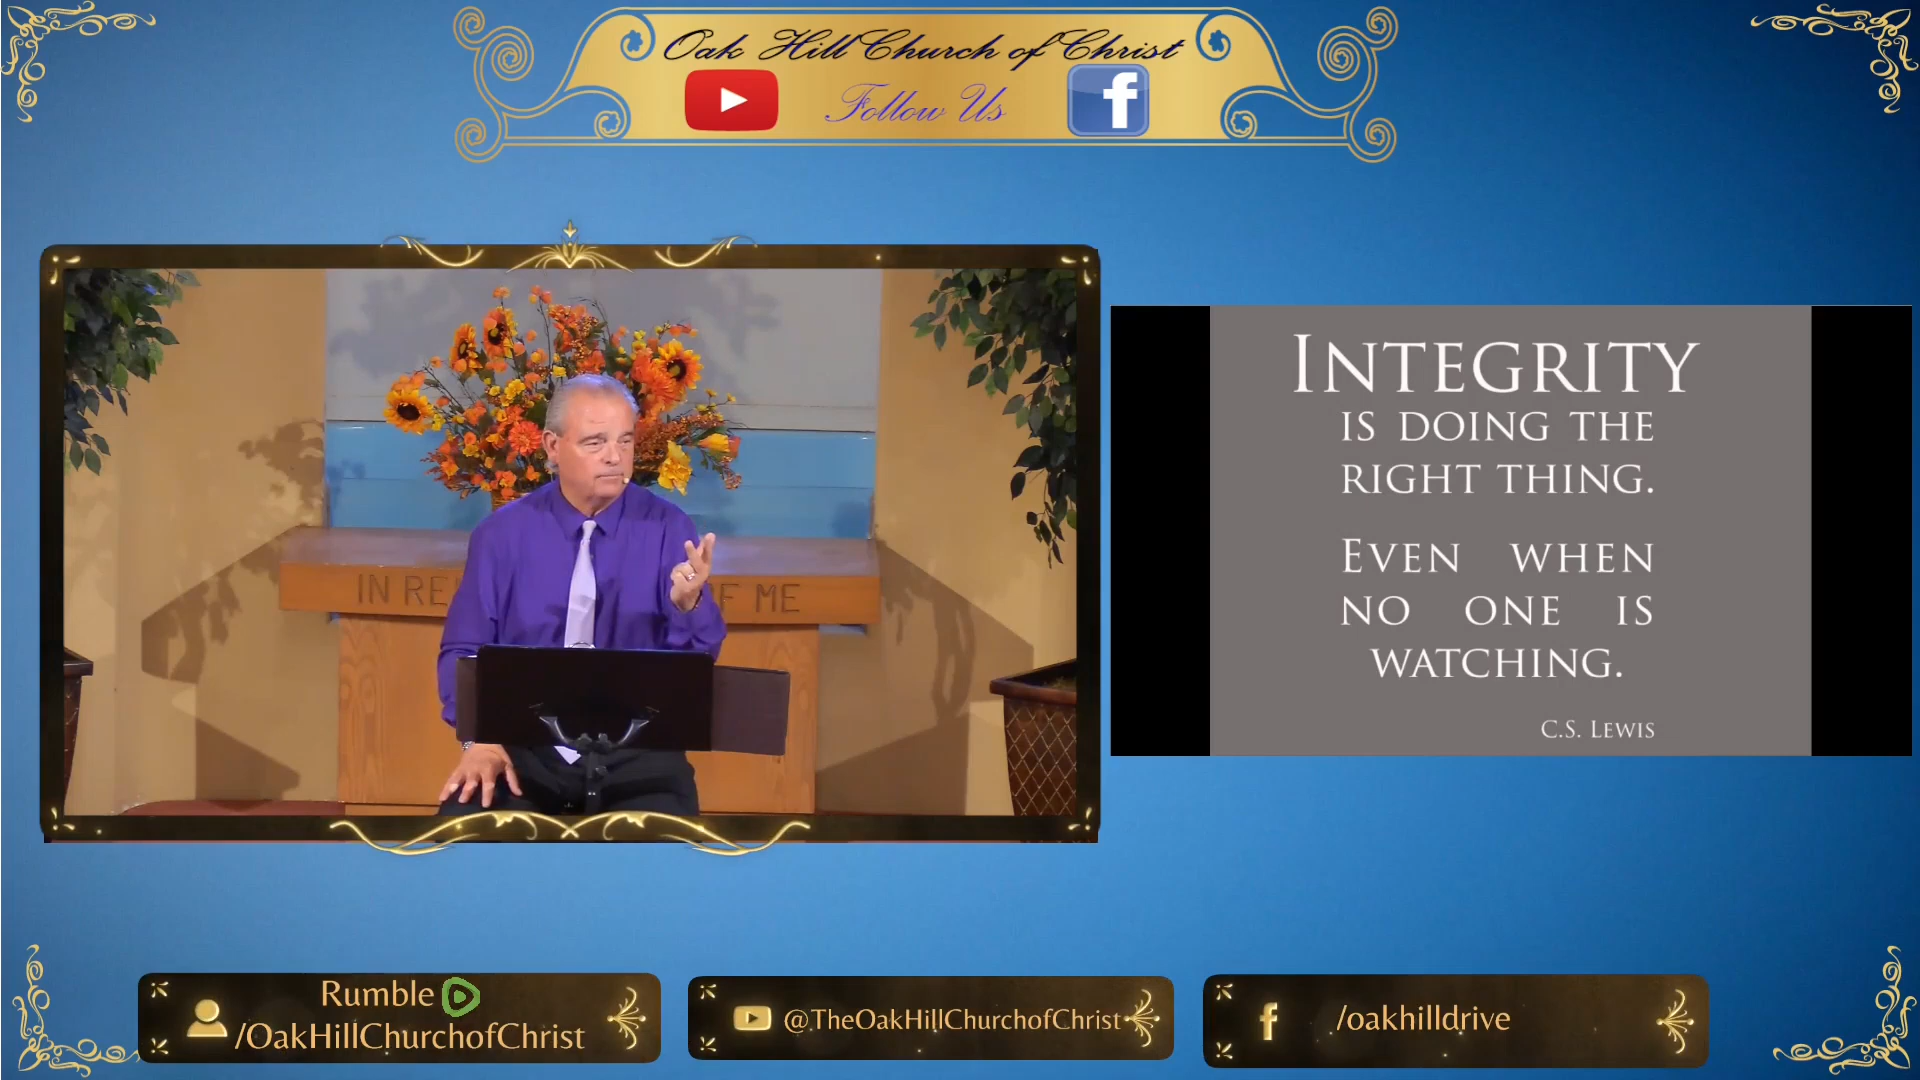 Oak Hill Church of Christ
Follow Us
IN RE
OF ME
INTEGRITY
IS DOING THE
RIGHT THING.
EVEN WHEN
NO ONE IS
WATCHING.
C.S. LEWIS
Rumble
/OakHillChurchofChrist
@TheOakHillChurchofChrist
/oakhilldrive